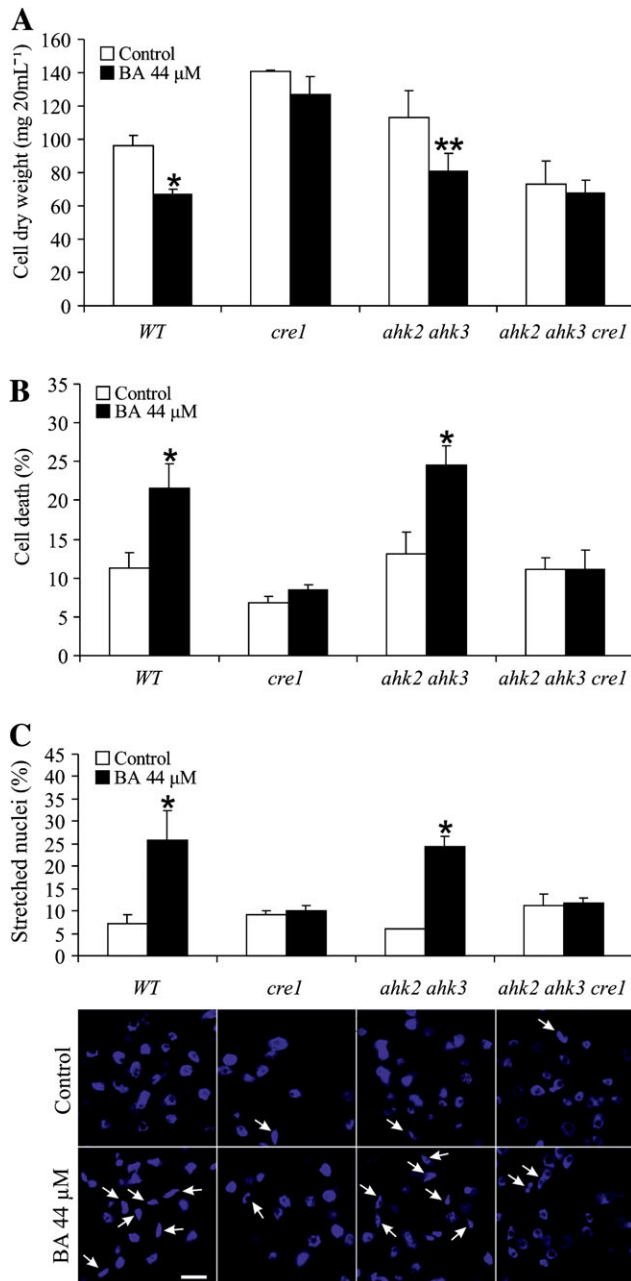 A
Cell dry weight (mg 20mL⁻¹)
160
140
120
100
80
60
40
20
0
Control
BA 44 μM
*
**
WT
cre1
ahk2 ahk3
ahk2 ahk3 cre1
B
Cell death (%)
35
30
25
20
15
10
5
0
Control
BA 44 μM
*
*
WT
cre1
ahk2 ahk3
ahk2 ahk3 cre1
C
Stretched nuclei (%)
45
40
35
30
25
20
15
10
5
0
Control
BA 44 μM
*
*
WT
cre1
ahk2 ahk3
ahk2 ahk3 cre1
Control
BA 44 μM